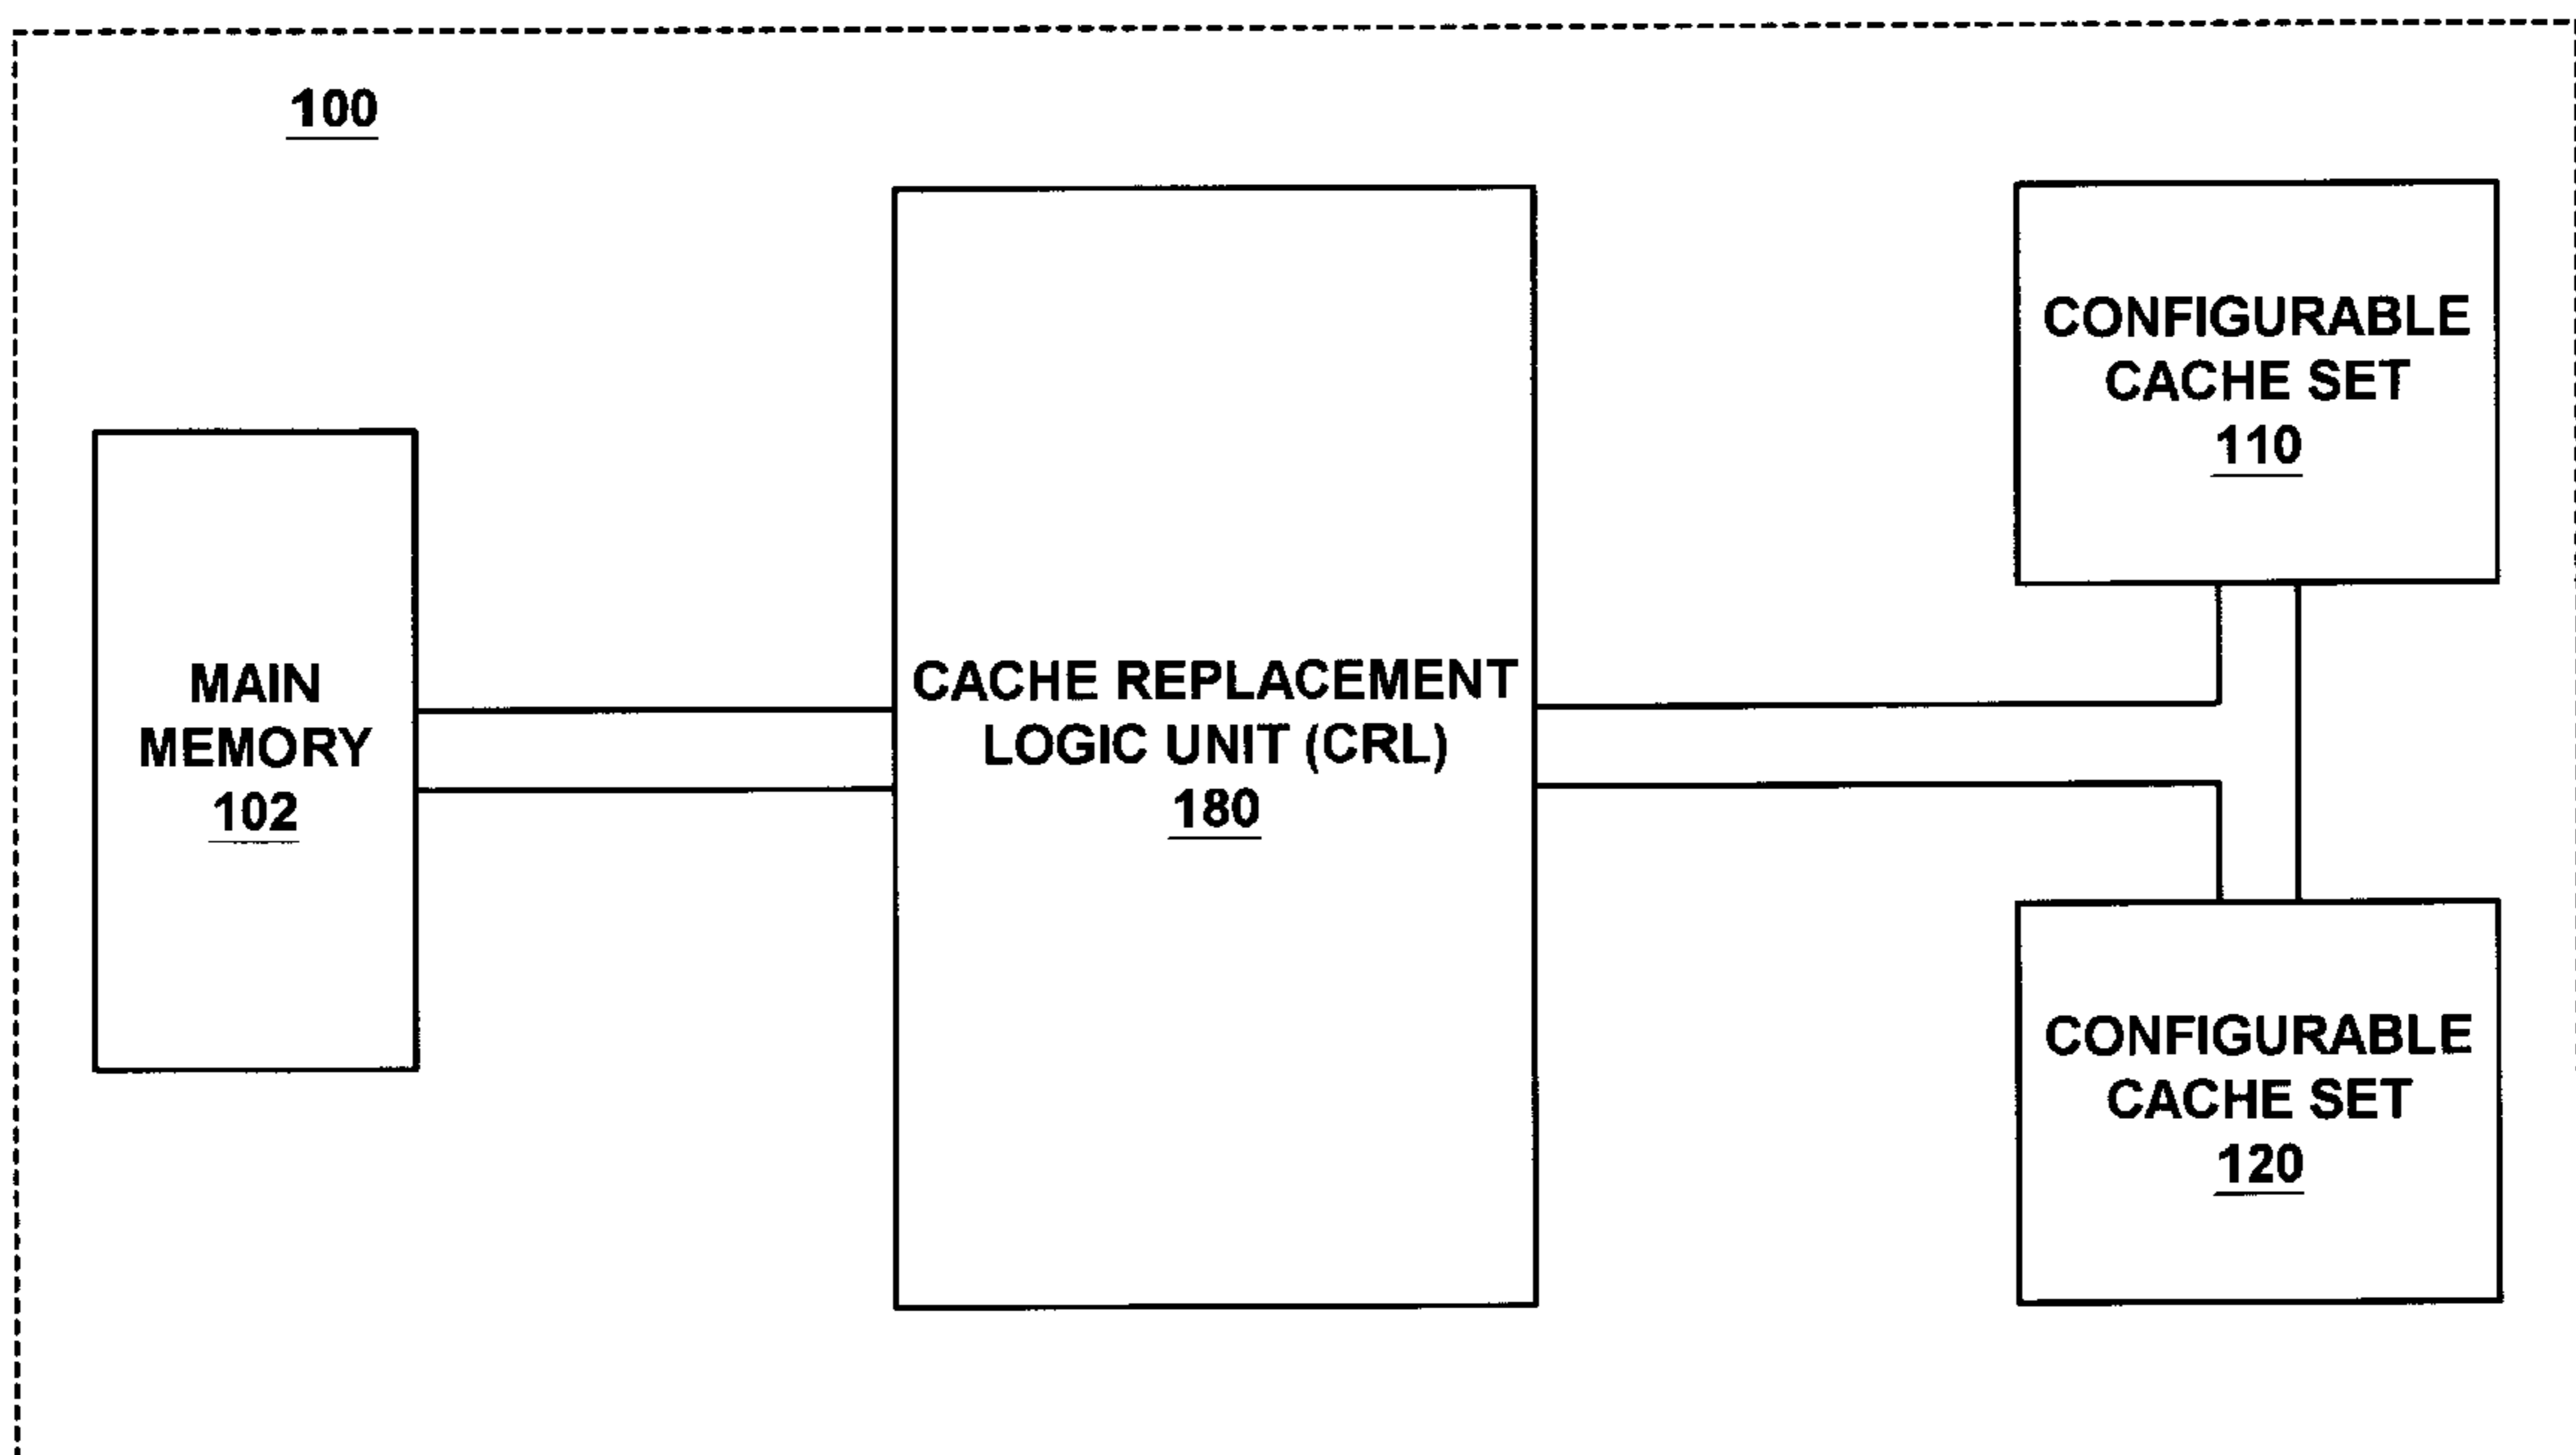 100
MAIN
MEMORY
102
CACHE REPLACEMENT
LOGIC UNIT (CRL)
180
CONFIGURABLE
CACHE SET
110
CONFIGURABLE
CACHE SET
120